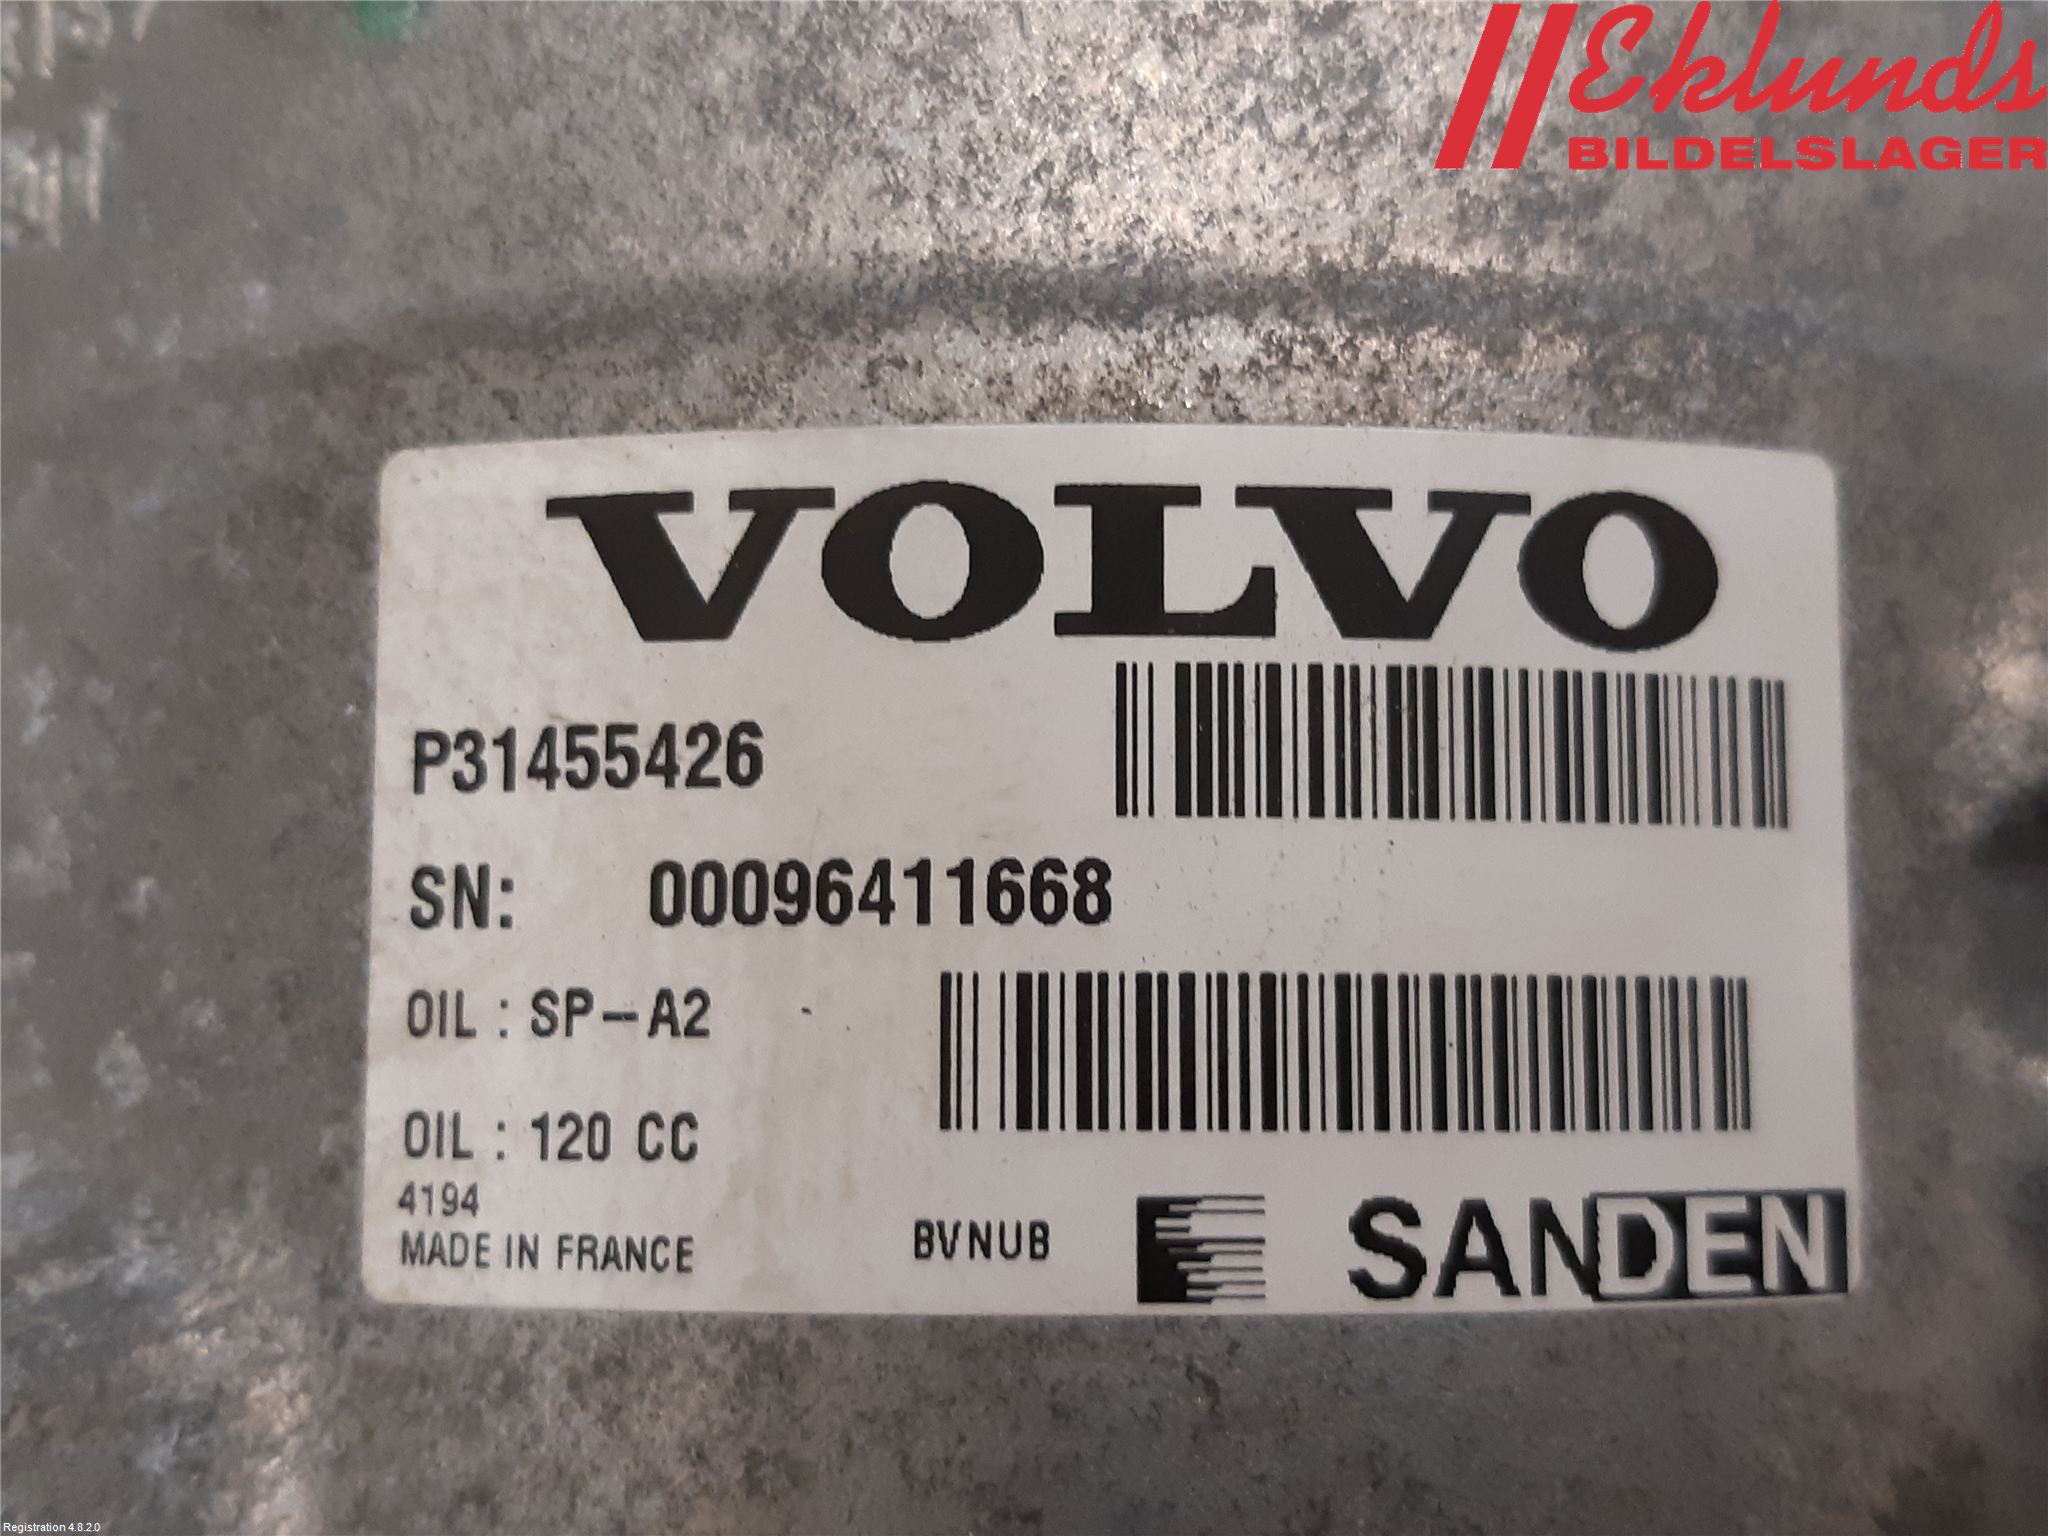 Eklunds
BILDELSLAGER
VOLVO
P31455426
SN: 00096411668
OIL : SP-A2
OIL : 120 CC
4194
MADE IN FRANCE BVNUB SANDEN
Registration 4.8.2.0